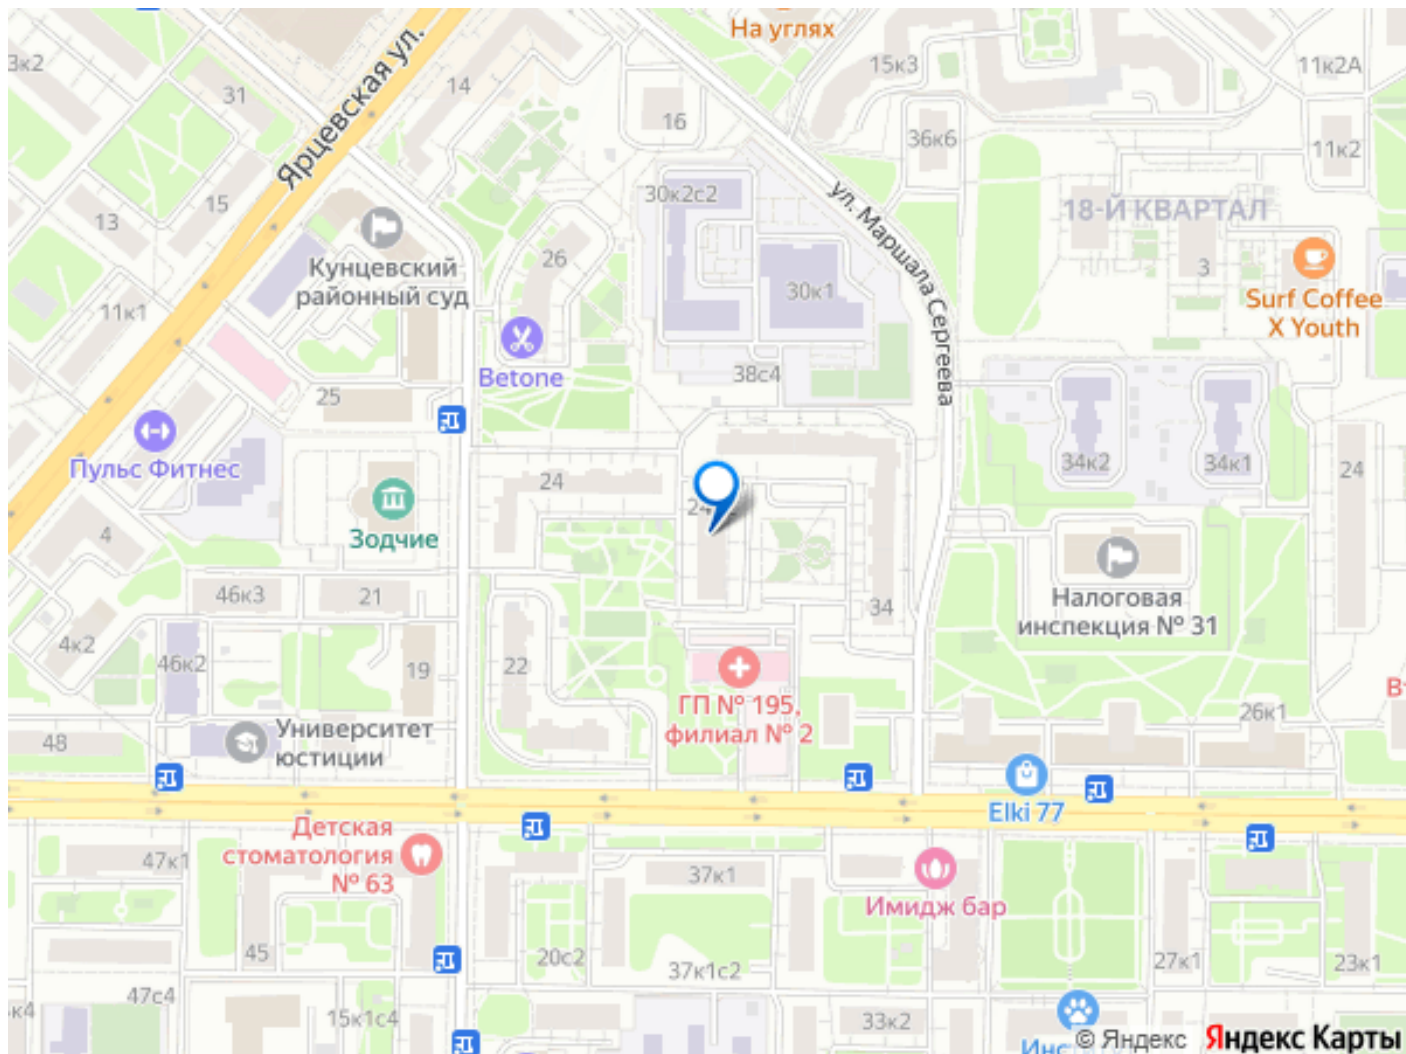 На углях
3к2
Ярцевская ул.
14
15к3
11к2А
31
16
36к6
11к2
30к2с2
ул. Маршала Сергеева
15
13
18-Й КВАРТАЛ
Кунцевский
районный суд
26
3
30к1
Surf Coffee
X Youth
11к1
Betone
38с4
25
Пульс Фитнес
24
34к2
34к1
24
4
Зодчие
46к3
21
Налоговая
инспекция № 31
34
4к2
46к2
19
22
ГП № 195,
филиал № 2
26к1
48
Университет
юстиции
Elki 77
Детская
стоматология
№ 63
47к1
37к1
Имидж бар
45
20с2
37к1с2
27к1
23к1
47с4
15к1с4
33к2
© Яндекс Яндекс Карты